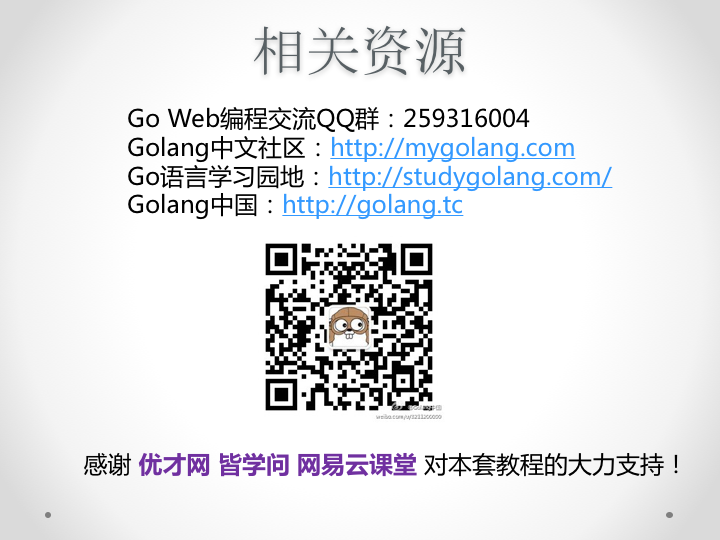 相关资源
Go Web编程交流QQ群：259316004
Golang中文社区：http://mygolang.com
Go语言学习园地：http://studygolang.com/
Golang中国：http://golang.tc
感谢 优才网 皆学问 网易云课堂 对本套教程的大力支持！